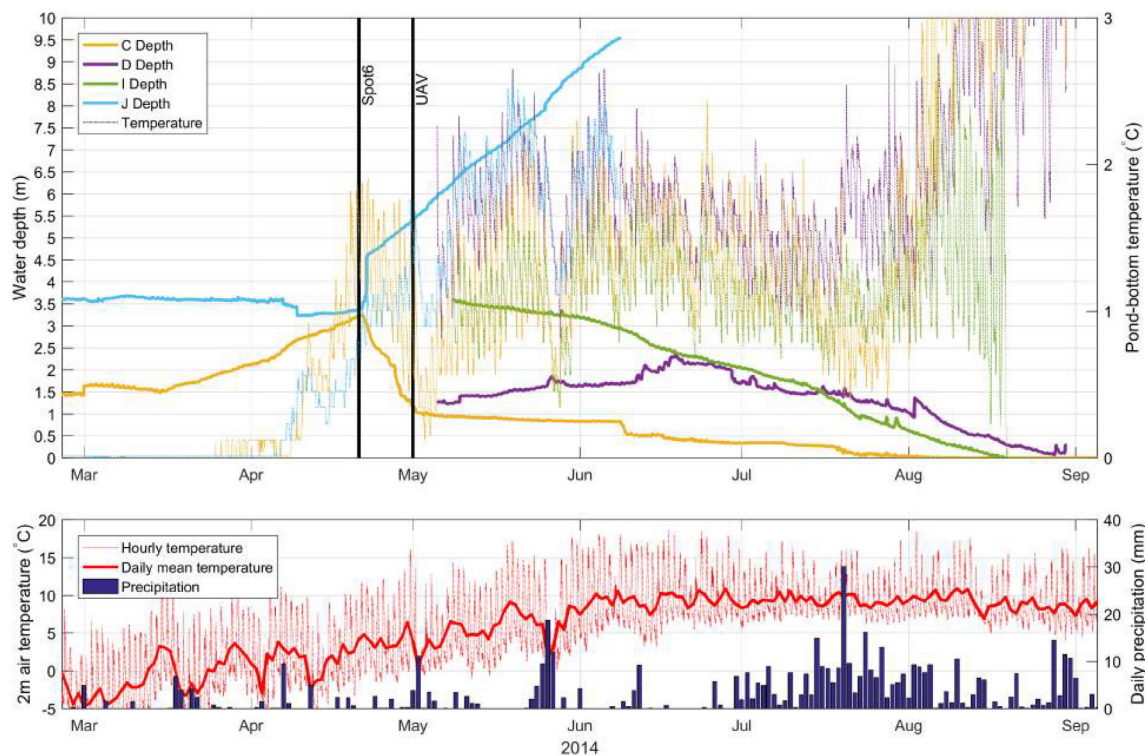 10
9.5
9
8.5
8
7.5
7
6.5
6
5.5
5
4.5
4
3.5
3
2.5
2
1.5
1
0.5
0
Water depth (m)
C Depth
D Depth
I Depth
J Depth
Temperature
Spot6
UAV
3
2
1
0
Pond-bottom temperature (°C)
Mar Apr May Jun Jul Aug Sep
20
15
10
5
0
-5
2m air temperature (°C)
Hourly temperature
Daily mean temperature
Precipitation
40
30
20
10
0
Daily precipitation (mm)
Mar Apr May Jun Jul Aug Sep
2014